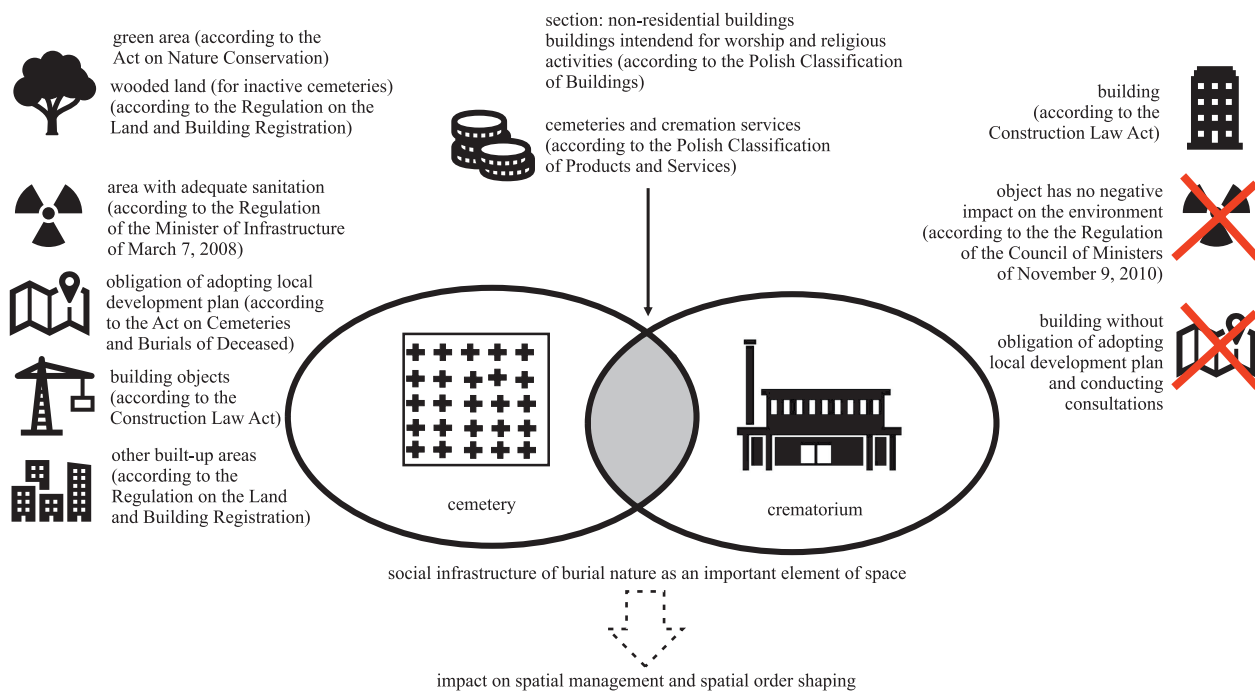 green area (according to the
Act on Nature Conservation)
wooded land (for inactive cemeteries)
(according to the Regulation on the
Land and Building Registration)
area with adequate sanitation
(according to the Regulation
of the Minister of Infrastructure
of March 7, 2008)
obligation of adopting local
development plan (according
to the Act on Cemeteries
and Burials of Deceased)
building objects
(according to the
Construction Law Act)
other built-up areas
(according to the
Regulation on the Land
and Building Registration)
section: non-residential buildings
buildings intendend for worship and religious
activities (according to the Polish Classification
of Buildings)
cemeteries and cremation services
(according to the Polish Classification
of Products and Services)
building
(according to the
Construction Law Act)
object has no negative
impact on the environment
(according to the the Regulation
of the Council of Ministers
of November 9, 2010)
building without
obligation of adopting
local development plan
and conducting
consultations
cemetery
crematorium
social infrastructure of burial nature as an important element of space
impact on spatial management and spatial order shaping